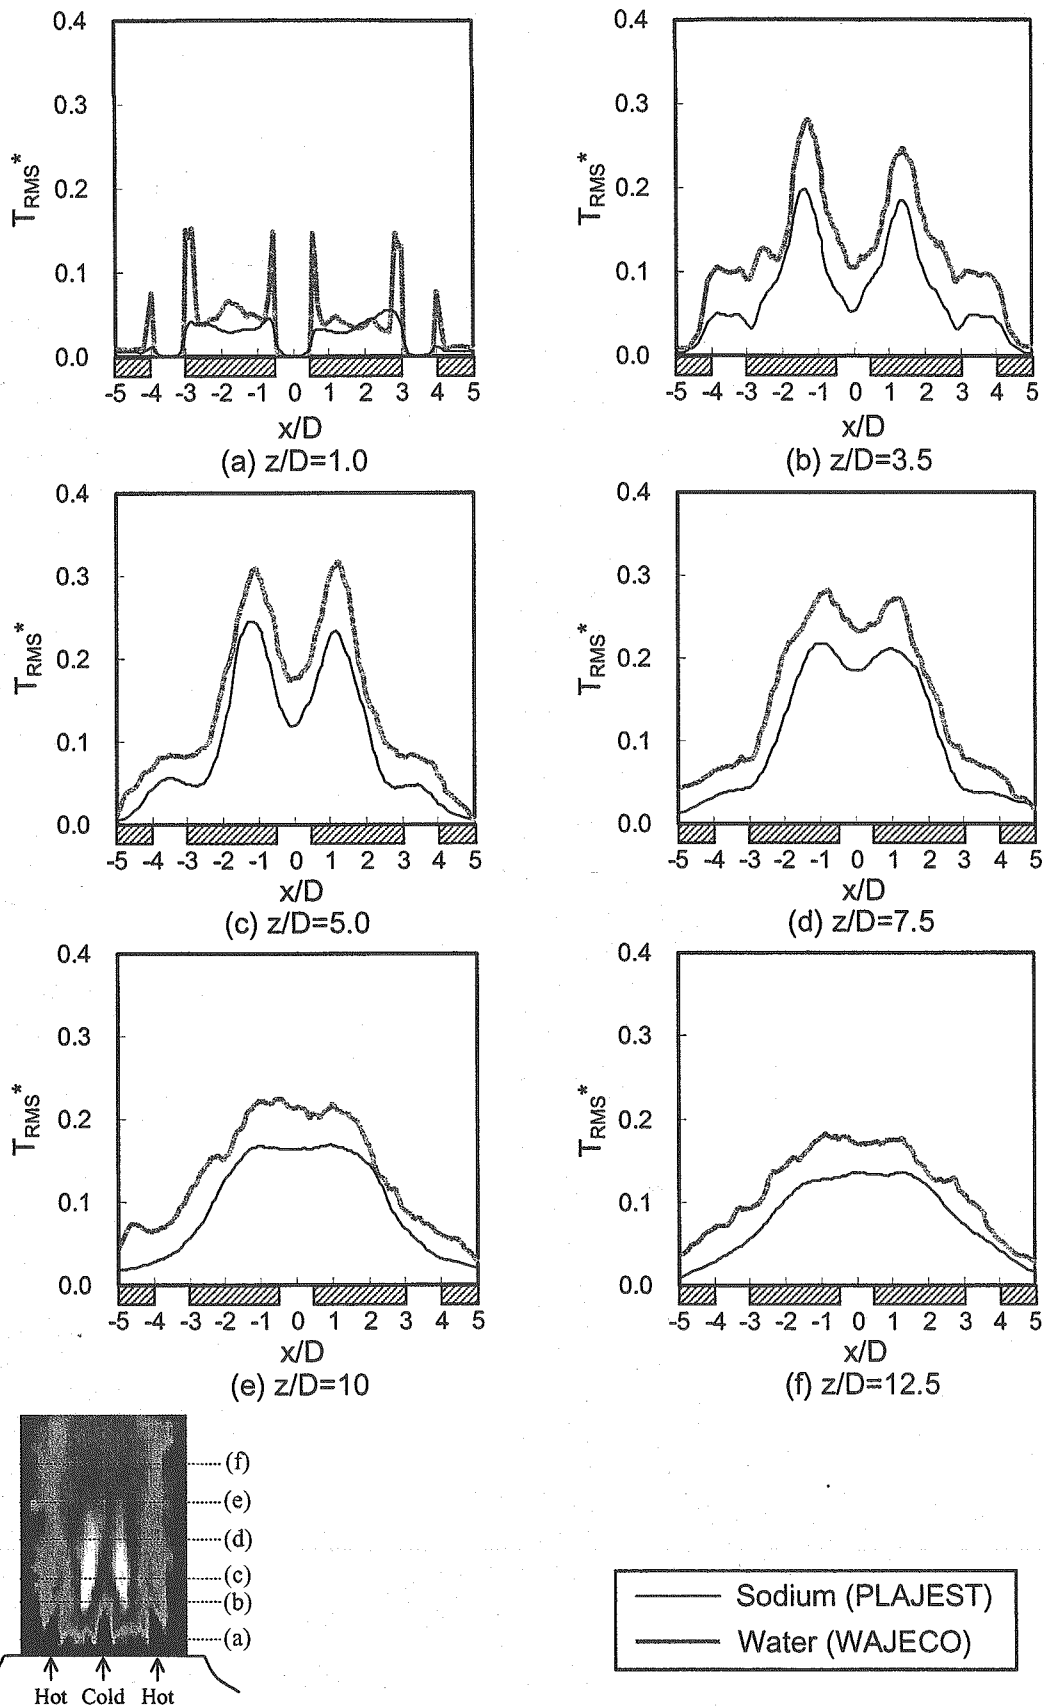 0.4
0.3
0.2
0.1
0.0
T_RMS*
-5 -4 -3 -2 -1 0 1 2 3 4 5
x/D
(a) z/D=1.0
0.4
0.3
0.2
0.1
0.0
T_RMS*
-5 -4 -3 -2 -1 0 1 2 3 4 5
x/D
(b) z/D=3.5
0.4
0.3
0.2
0.1
0.0
T_RMS*
-5 -4 -3 -2 -1 0 1 2 3 4 5
x/D
(c) z/D=5.0
0.4
0.3
0.2
0.1
0.0
T_RMS*
-5 -4 -3 -2 -1 0 1 2 3 4 5
x/D
(d) z/D=7.5
0.4
0.3
0.2
0.1
0.0
T_RMS*
-5 -4 -3 -2 -1 0 1 2 3 4 5
x/D
(e) z/D=10
0.4
0.3
0.2
0.1
0.0
T_RMS*
-5 -4 -3 -2 -1 0 1 2 3 4 5
x/D
(f) z/D=12.5
(f)
(e)
(d)
(c)
(b)
(a)
Hot Cold Hot
Sodium (PLAJEST)
Water (WAJECO)